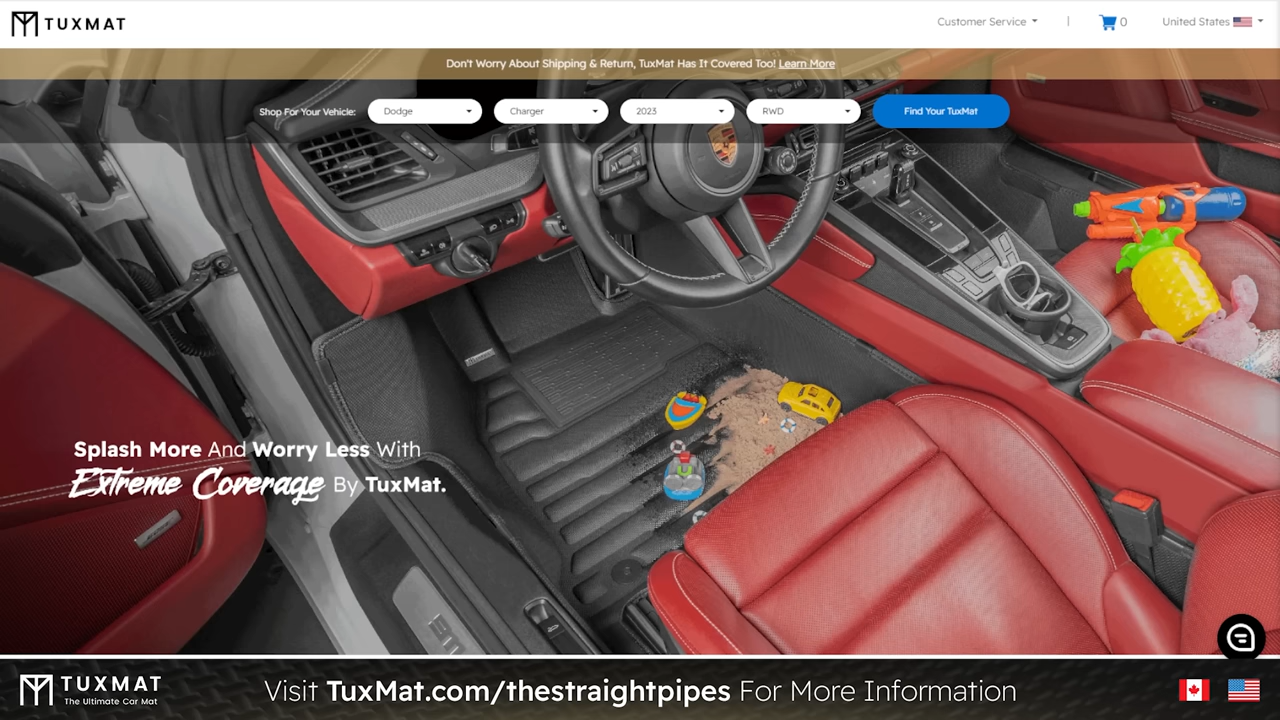 TUXMAT
Customer Service
0
United States
Don't Worry About Shipping & Return, TuxMat Has It Covered Too! Learn More
Shop For Your Vehicle:
Dodge
Charger
2023
RWD
Find Your TuxMat
Splash More And Worry Less With
Extreme Coverage By TuxMat.
TUXMAT
The Ultimate Car Mat
Visit TuxMat.com/thestraightpipes For More Information